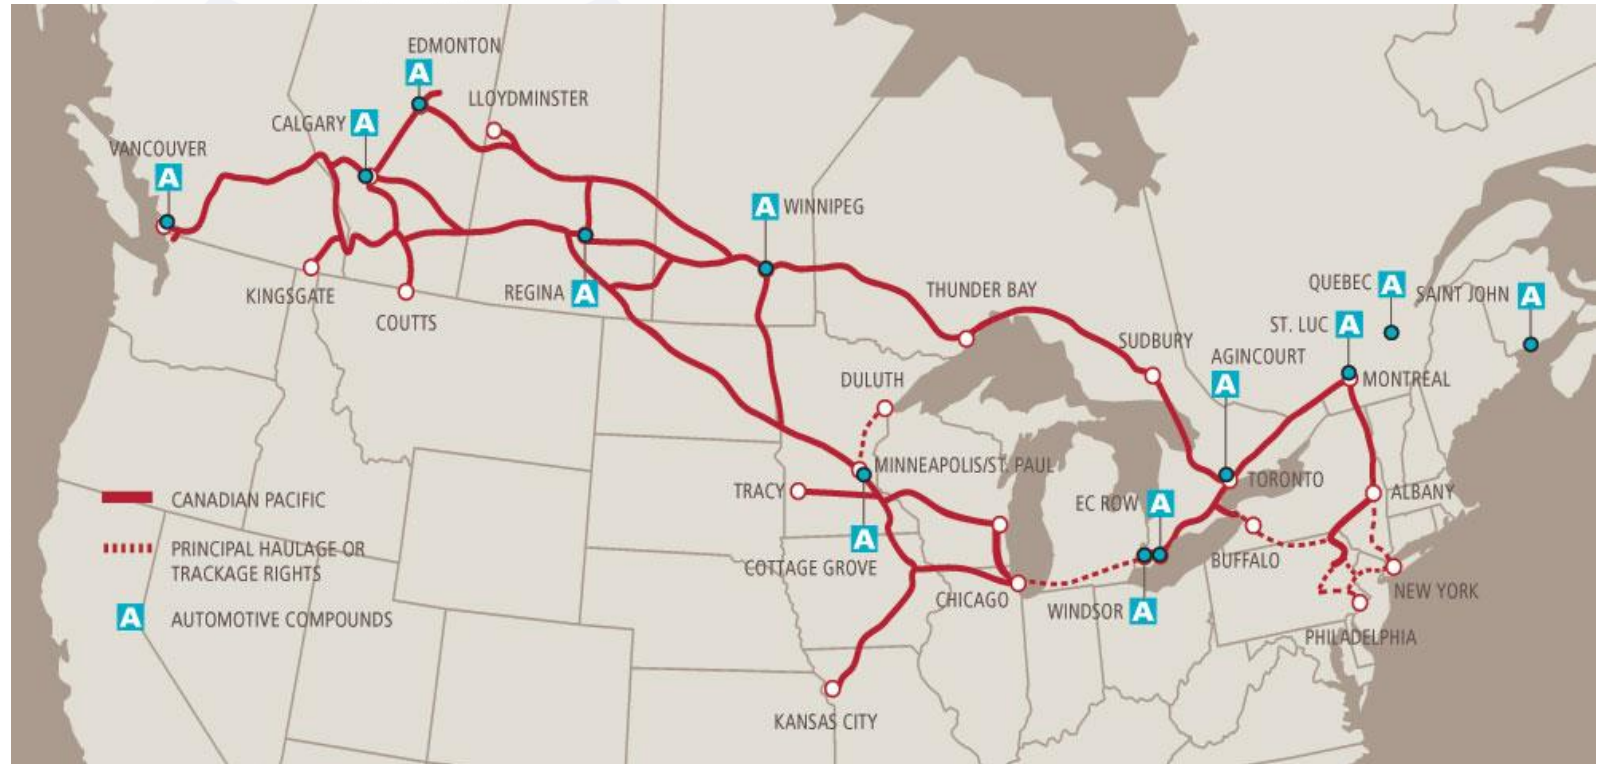 EDMONTON
A
LLOYDMINSTER
CALGARY A
VANCOUVER
A
A WINNIPEG
KINGSGATE
COUTTS
REGINA A
THUNDER BAY
SUDBURY
QUEBEC A
SAINT JOHN A
ST. LUC A
AGINCOURT
A
MONTREAL
DULUTH
MINNEAPOLIS/ST. PAUL
TRACY
TORONTO
ALBANY
EC ROW A
A
COTTAGE GROVE
BUFFALO
CHICAGO
WINDSOR A
NEW YORK
PHILADELPHIA
KANSAS CITY
CANADIAN PACIFIC
PRINCIPAL HAULAGE OR
TRACKAGE RIGHTS
A AUTOMOTIVE COMPOUNDS